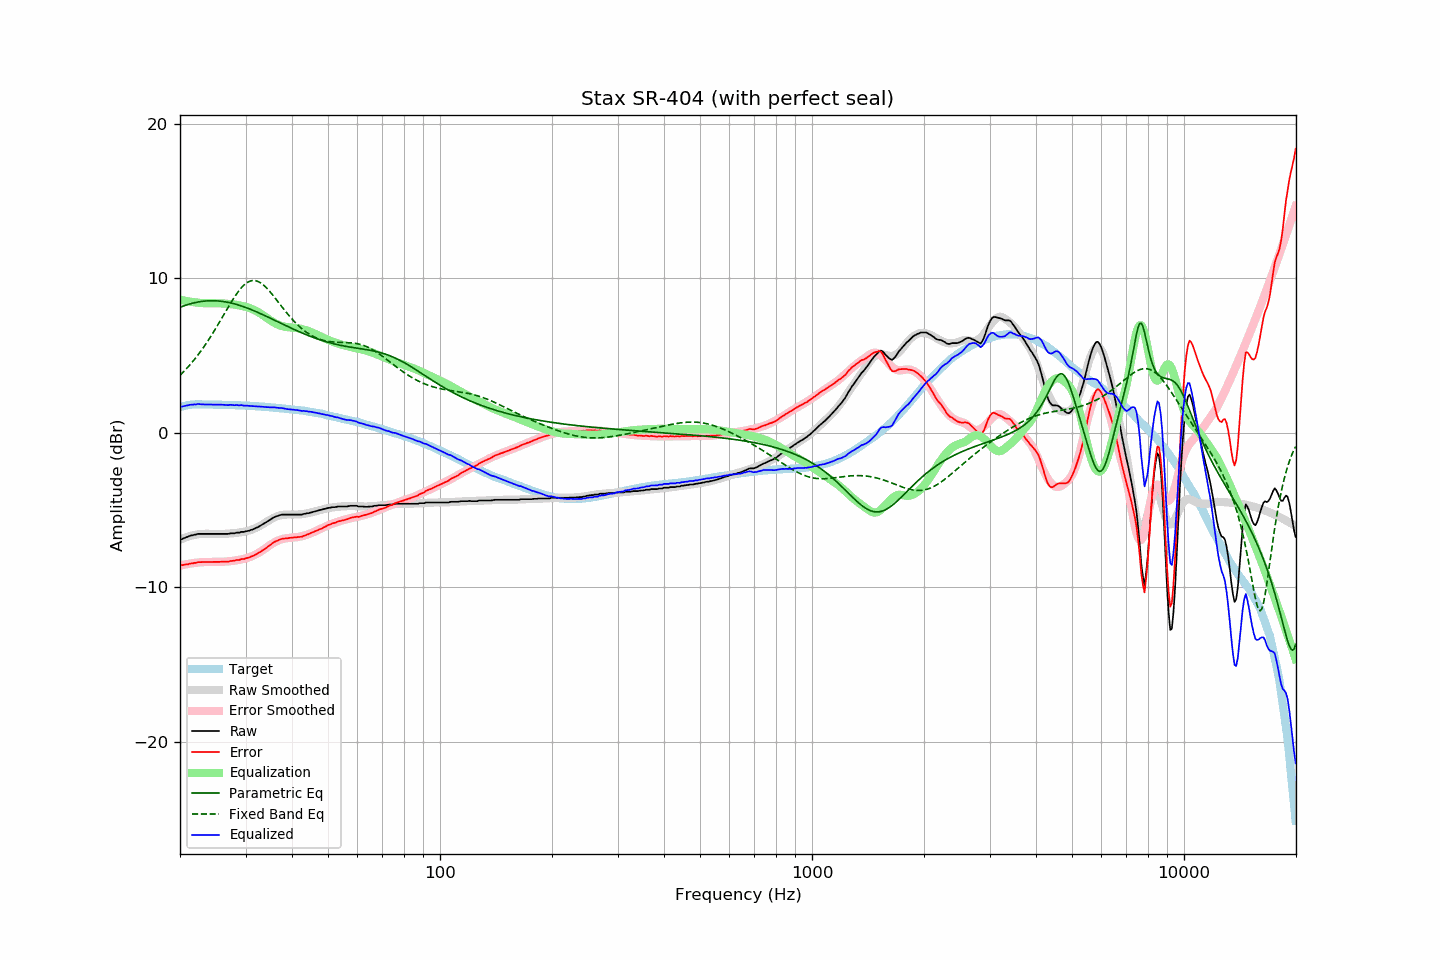 Stax SR-404 (with perfect seal)
20
10
0
−10
−20
Amplitude (dBr)
Target
Raw Smoothed
Error Smoothed
Raw
Error
Equalization
Parametric Eq
Fixed Band Eq
Equalized
100
1000
10000
Frequency (Hz)